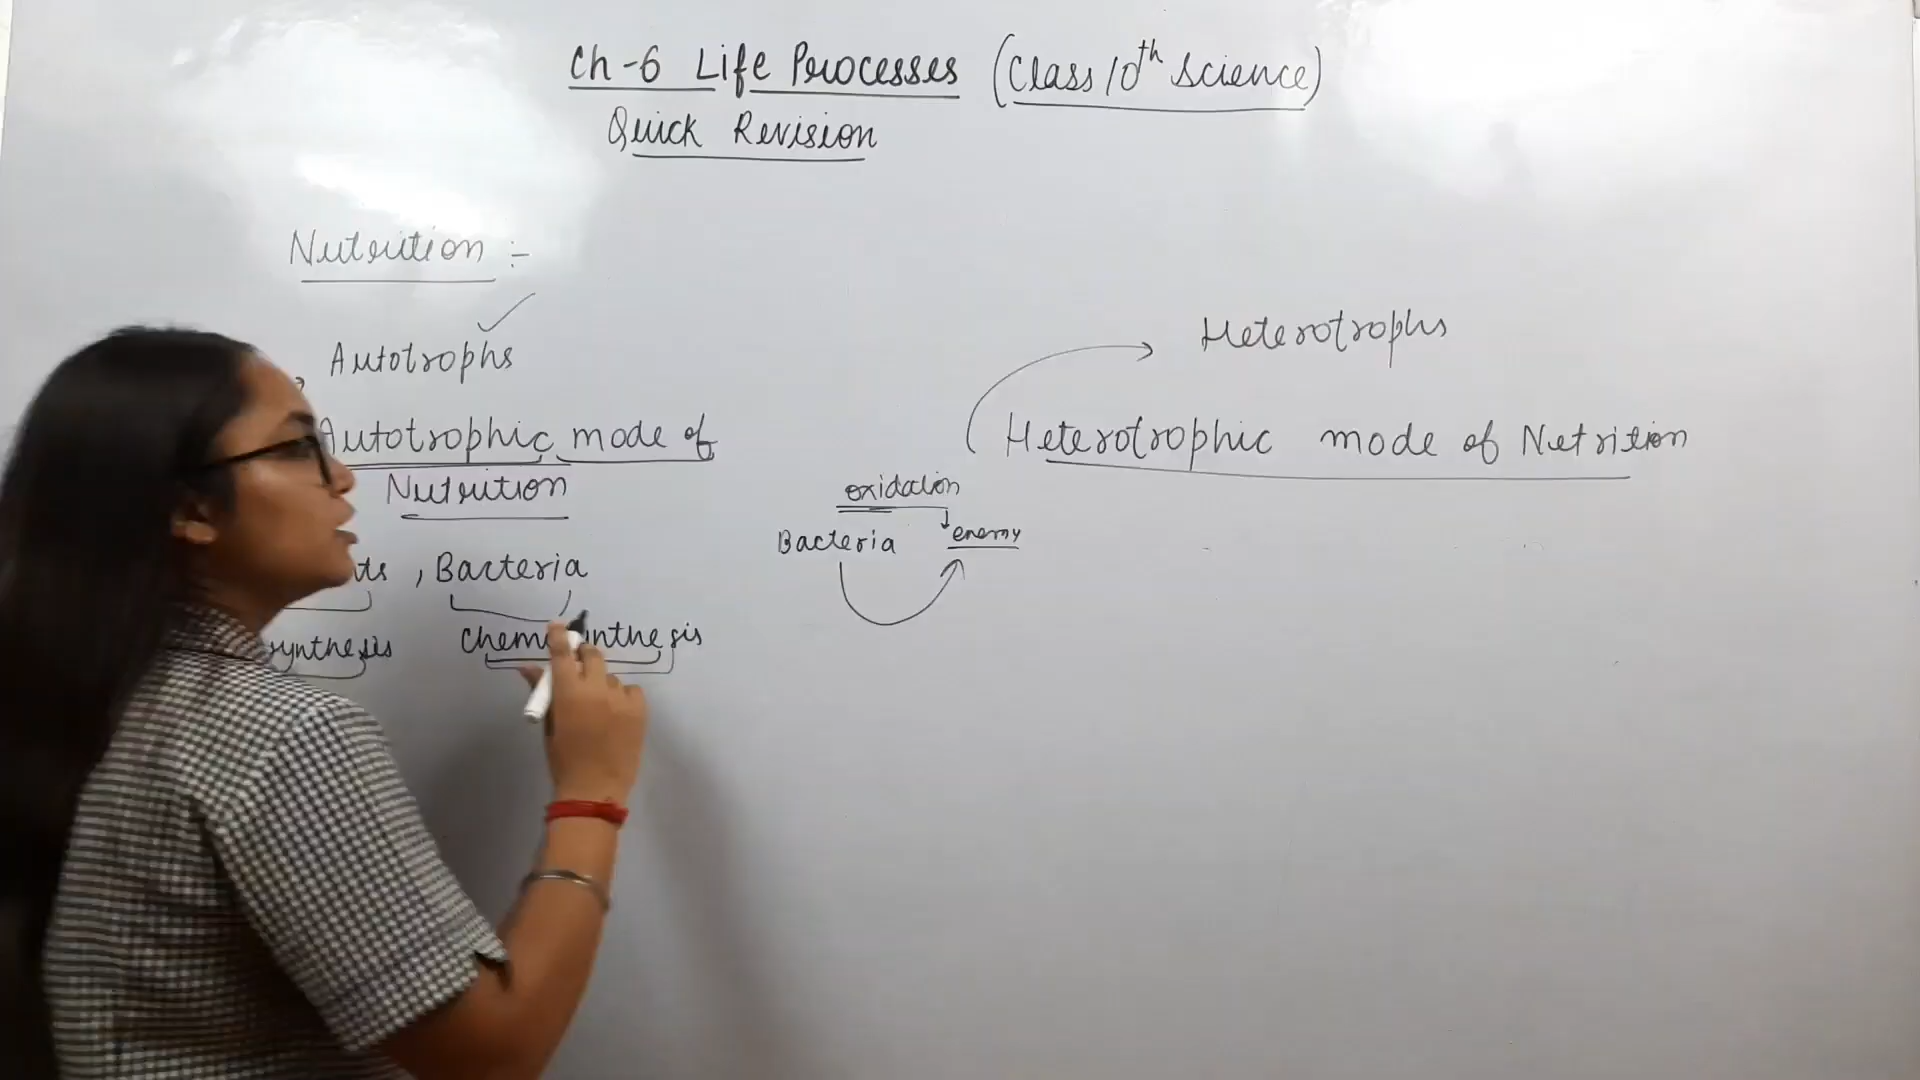 Ch-6 Life Processes (Class 10th Science)
Quick Revision
Nutrition :-
Autotrophs
Autotrophic mode of
Nutrition
, Bacteria
synthesis
Heterotrophs
Heterotrophic mode of Nutrition
oxidation
Bacteria energy